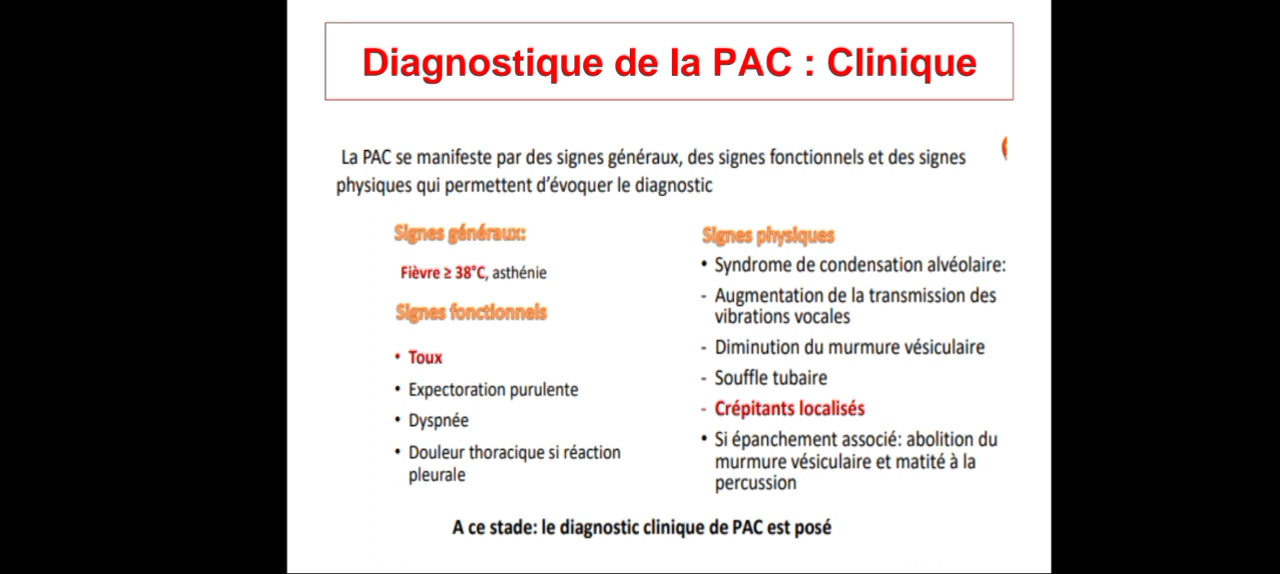 Diagnostique de la PAC : Clinique
La PAC se manifeste par des signes généraux, des signes fonctionnels et des signes
physiques qui permettent d’évoquer le diagnostic
Signes généraux:
Fièvre ≥ 38°C, asthénie
Signes fonctionnels
• Toux
• Expectoration purulente
• Dyspnée
• Douleur thoracique si réaction
pleurale
Signes physiques
• Syndrome de condensation alvéolaire:
- Augmentation de la transmission des
vibrations vocales
- Diminution du murmure vésiculaire
- Souffle tubaire
- Crépitants localisés
• Si épanchement associé: abolition du
murmure vésiculaire et matité à la
percussion
A ce stade: le diagnostic clinique de PAC est posé